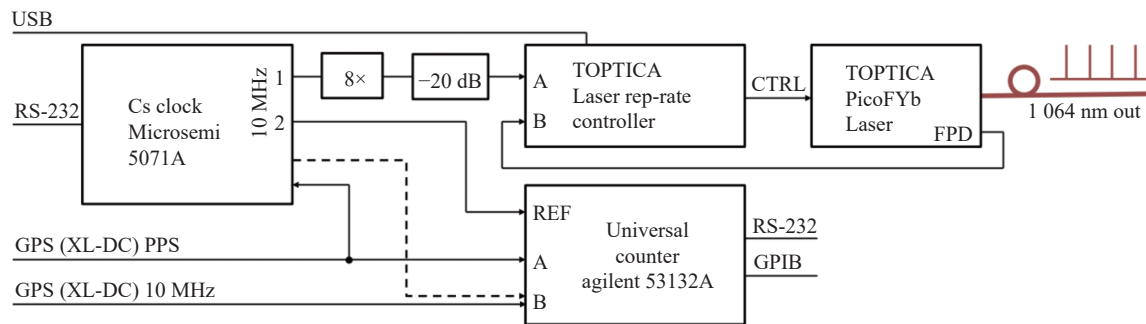 USB
RS-232
Cs clock
Microsemi
5071A
10 MHz
1
2
8×
−20 dB
A
B
TOPTICA
Laser rep-rate
controller
CTRL
TOPTICA
PicoFYb
Laser
FPD
1 064 nm out
GPS (XL-DC) PPS
GPS (XL-DC) 10 MHz
REF
A
B
Universal
counter
agilent 53132A
RS-232
GPIB